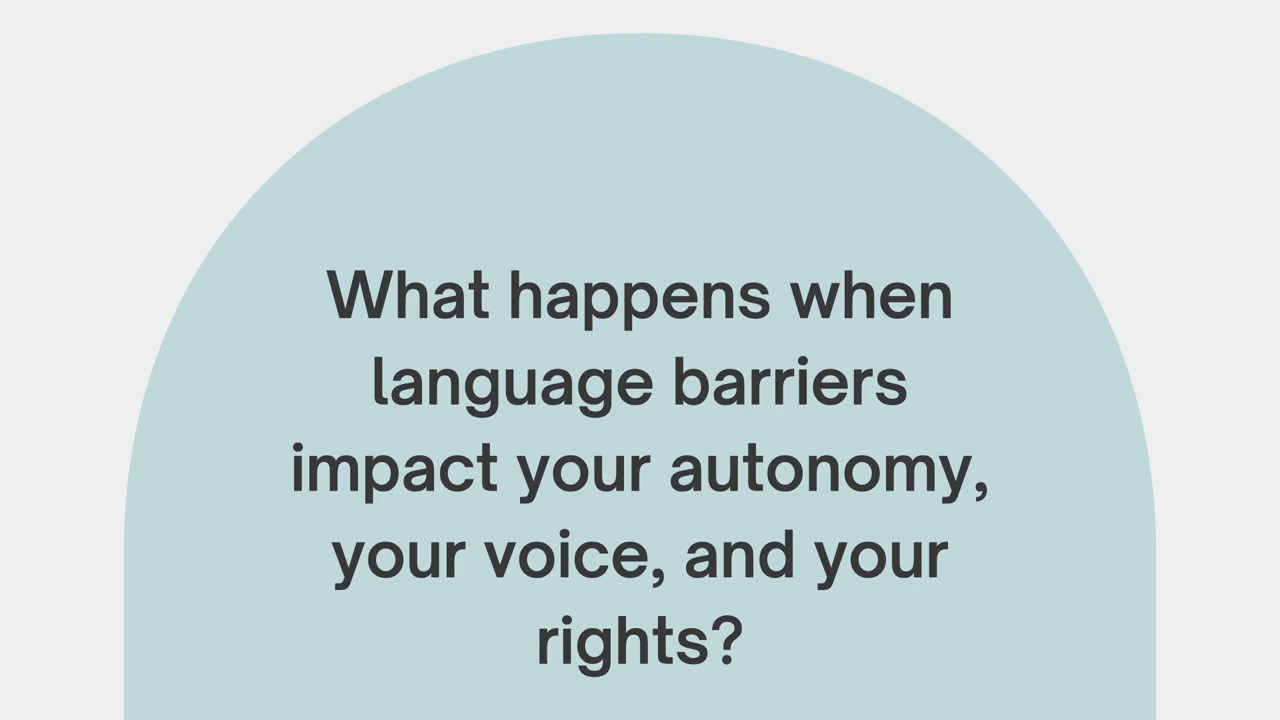 What happens when
language barriers
impact your autonomy,
your voice, and your
rights?